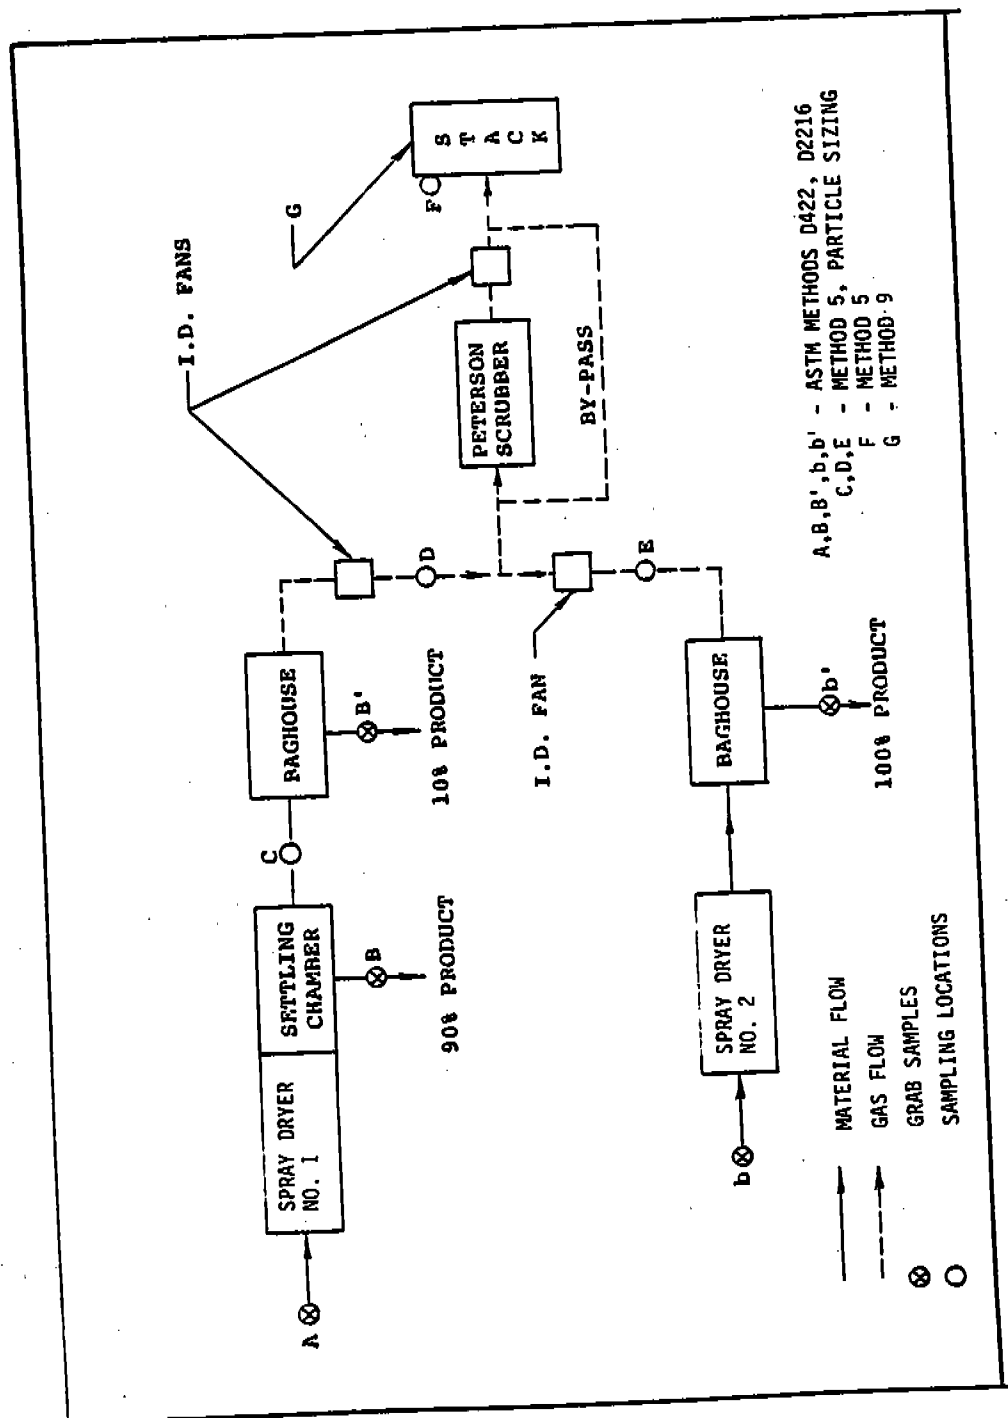 I.D. FANS
G
F
S
T
A
C
K
PETERSON
SCRUBBER
BY-PASS
D
E
I.D. FAN
BAGHOUSE
B'
10% PRODUCT
C
SETTLING
CHAMBER
B
90% PRODUCT
SPRAY DRYER
NO. 1
A
BAGHOUSE
b'
100% PRODUCT
SPRAY DRYER
NO. 2
b
A,B,B',b,b' - ASTM METHODS D422, D2216
C,D,E - METHOD 5, PARTICLE SIZING
F - METHOD 5
G - METHOD 9
MATERIAL FLOW
GAS FLOW
GRAB SAMPLES
SAMPLING LOCATIONS